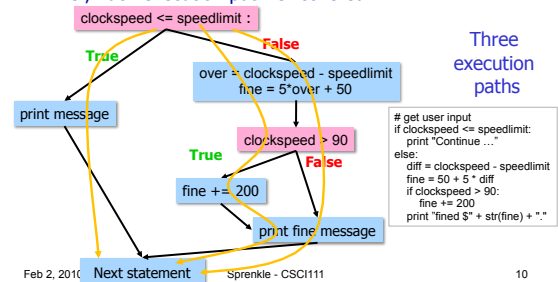 clockspeed <= speedlimit :
True
False
over = clockspeed - speedlimit
fine = 5*over + 50
Three
execution
paths
print message
clockspeed > 90
True
False
fine += 200
print fine message
# get user input
if clockspeed <= speedlimit:
print "Continue …"
else:
diff = clockspeed - speedlimit
fine = 50 + 5 * diff
if clockspeed > 90:
fine += 200
print "fined $" + str(fine) + "."
Feb 2, 2010
Next statement
Sprenkle - CSCI111
10